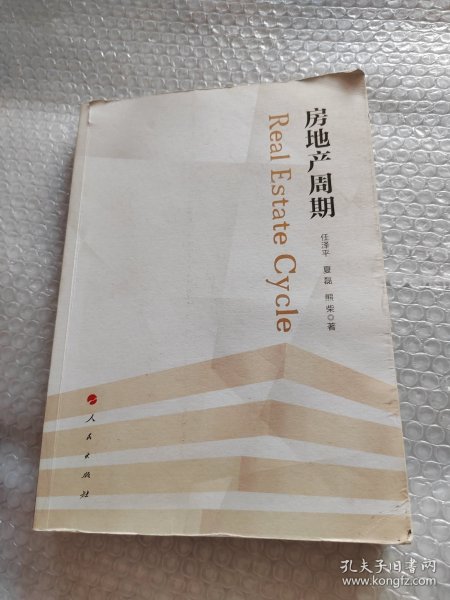 房地产周期
Real Estate Cycle
任泽平 夏磊 熊柴◎著
人民出版社
孔夫子旧书网
www.kongfz.com